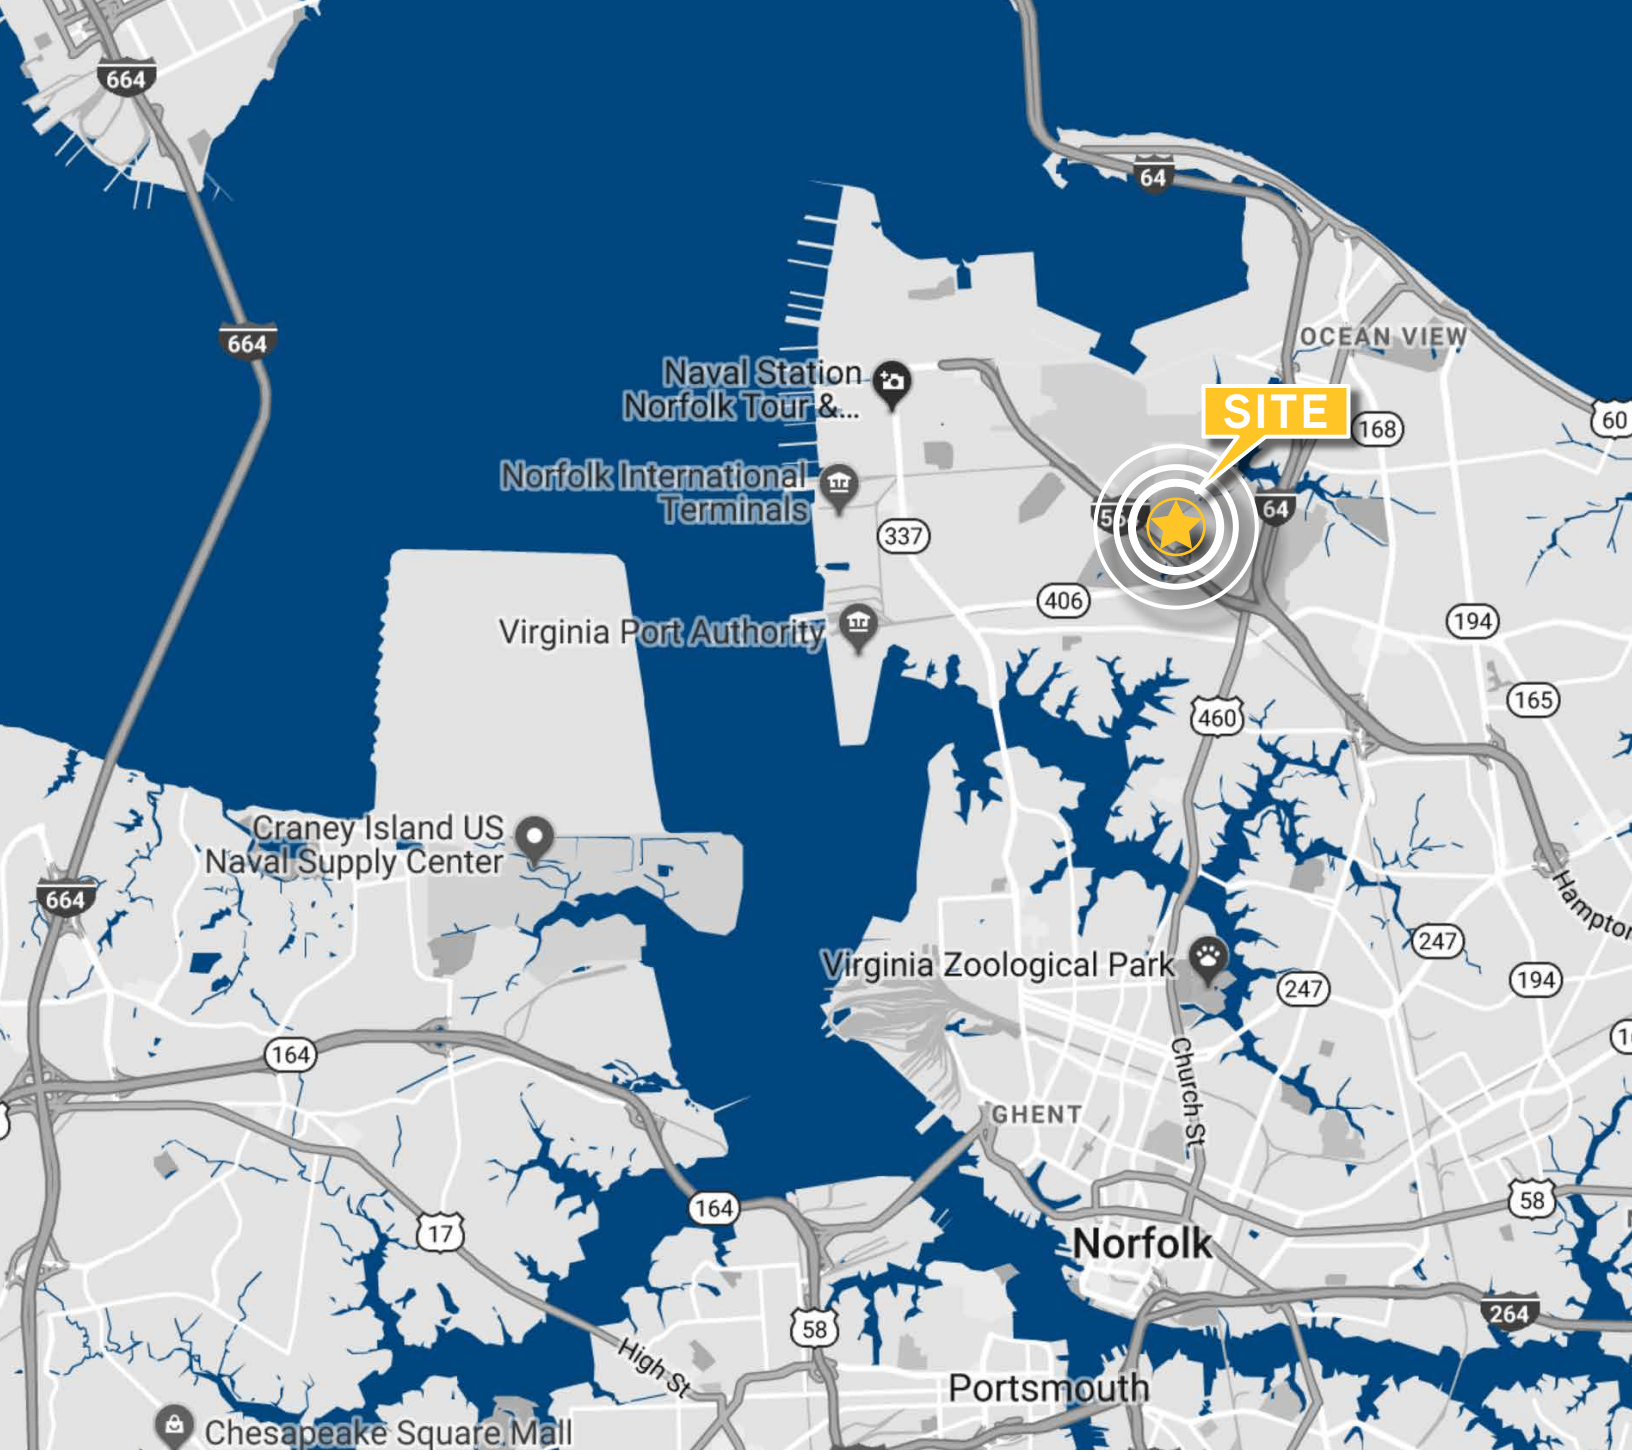 664
64
664
OCEAN VIEW
Naval Station
Norfolk Tour &...
SITE
168
60
Norfolk International
Terminals
64
337
406
194
Virginia Port Authority
165
460
Craney Island US
Naval Supply Center
664
Hampton
247
Virginia Zoological Park
247
194
164
Church St
GHENT
164
58
17
Norfolk
264
58
High St
Portsmouth
Chesapeake Square Mall